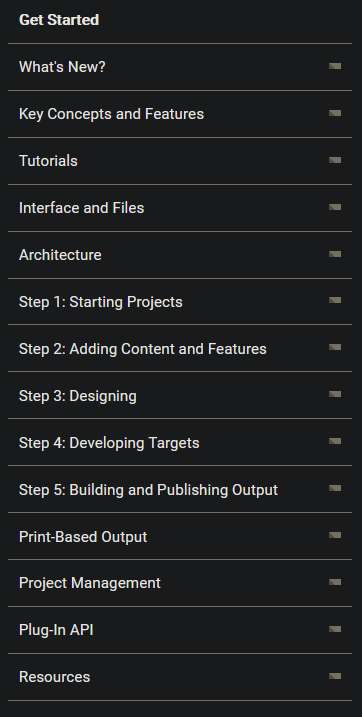 Get Started
What's New?
Key Concepts and Features
Tutorials
Interface and Files
Architecture
Step 1: Starting Projects
Step 2: Adding Content and Features
Step 3: Designing
Step 4: Developing Targets
Step 5: Building and Publishing Output
Print-Based Output
Project Management
Plug-In API
Resources